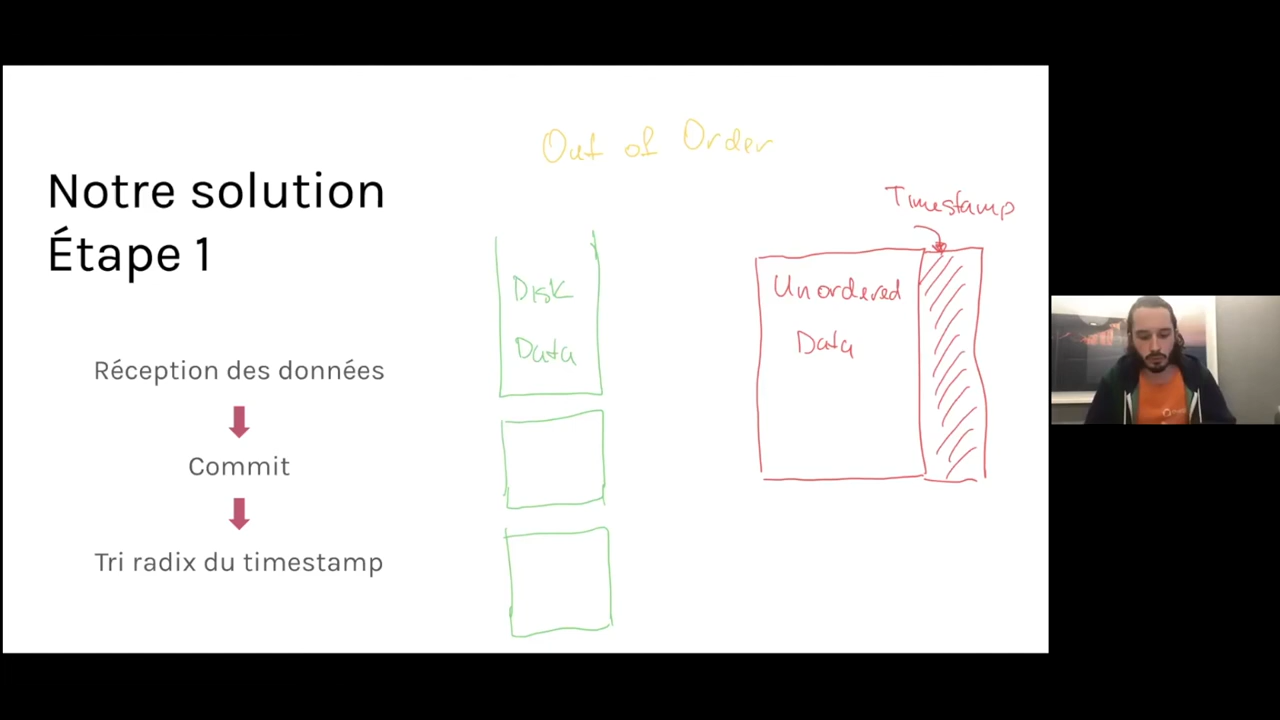 Out of Order
Notre solution
Étape 1
Timestamp
Disk
Data
Unordered
Data
Réception des données
Commit
Tri radix du timestamp